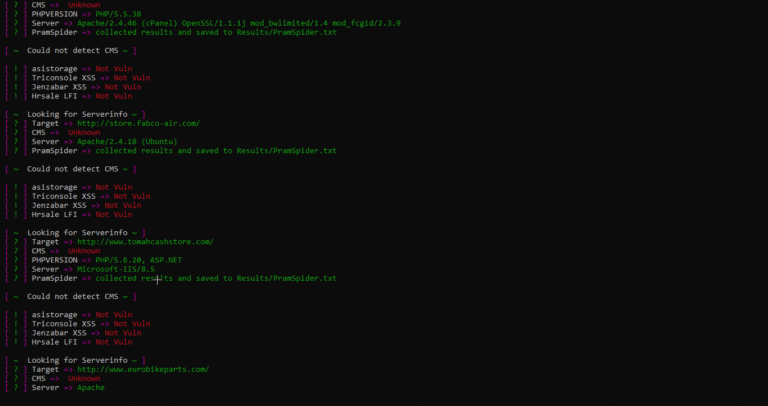 [ ? ] CMS => Unknown
[ ? ] PHPVERSION => PHP/5.5.38
[ ? ] Server => Apache/2.4.46 (cPanel) OpenSSL/1.1.1j mod_bwlimited/1.4 mod_fcgid/2.3.9
[ ? ] PramSpider => collected results and saved to Results/PramSpider.txt
[ ~ Could not detect CMS ~ ]
[ ! ] asistorage => Not Vuln
[ ! ] Triconsole XSS => Not Vuln
[ ! ] Jenzabar XSS => Not Vuln
[ ! ] Hrsale LFI => Not Vuln
[ ~ Looking for Serverinfo ~ ]
[ ? ] Target => http://store.fabco-air.com/
[ ? ] CMS => Unknown
[ ? ] Server => Apache/2.4.18 (Ubuntu)
[ ? ] PramSpider => collected results and saved to Results/PramSpider.txt
[ ~ Could not detect CMS ~ ]
[ ! ] asistorage => Not Vuln
[ ! ] Triconsole XSS => Not Vuln
[ ! ] Jenzabar XSS => Not Vuln
[ ! ] Hrsale LFI => Not Vuln
[ ~ Looking for Serverinfo ~ ]
[ ? ] Target => http://www.tomahcashstore.com/
[ ? ] CMS => Unknown
[ ? ] PHPVERSION => PHP/5.6.20, ASP.NET
[ ? ] Server => Microsoft-IIS/8.5
[ ? ] PramSpider => collected results and saved to Results/PramSpider.txt
[ ~ Could not detect CMS ~ ]
[ ! ] asistorage => Not Vuln
[ ! ] Triconsole XSS => Not Vuln
[ ! ] Jenzabar XSS => Not Vuln
[ ! ] Hrsale LFI => Not Vuln
[ ~ Looking for Serverinfo ~ ]
[ ? ] Target => http://www.eurobikeparts.com/
[ ? ] CMS => Unknown
[ ? ] Server => Apache